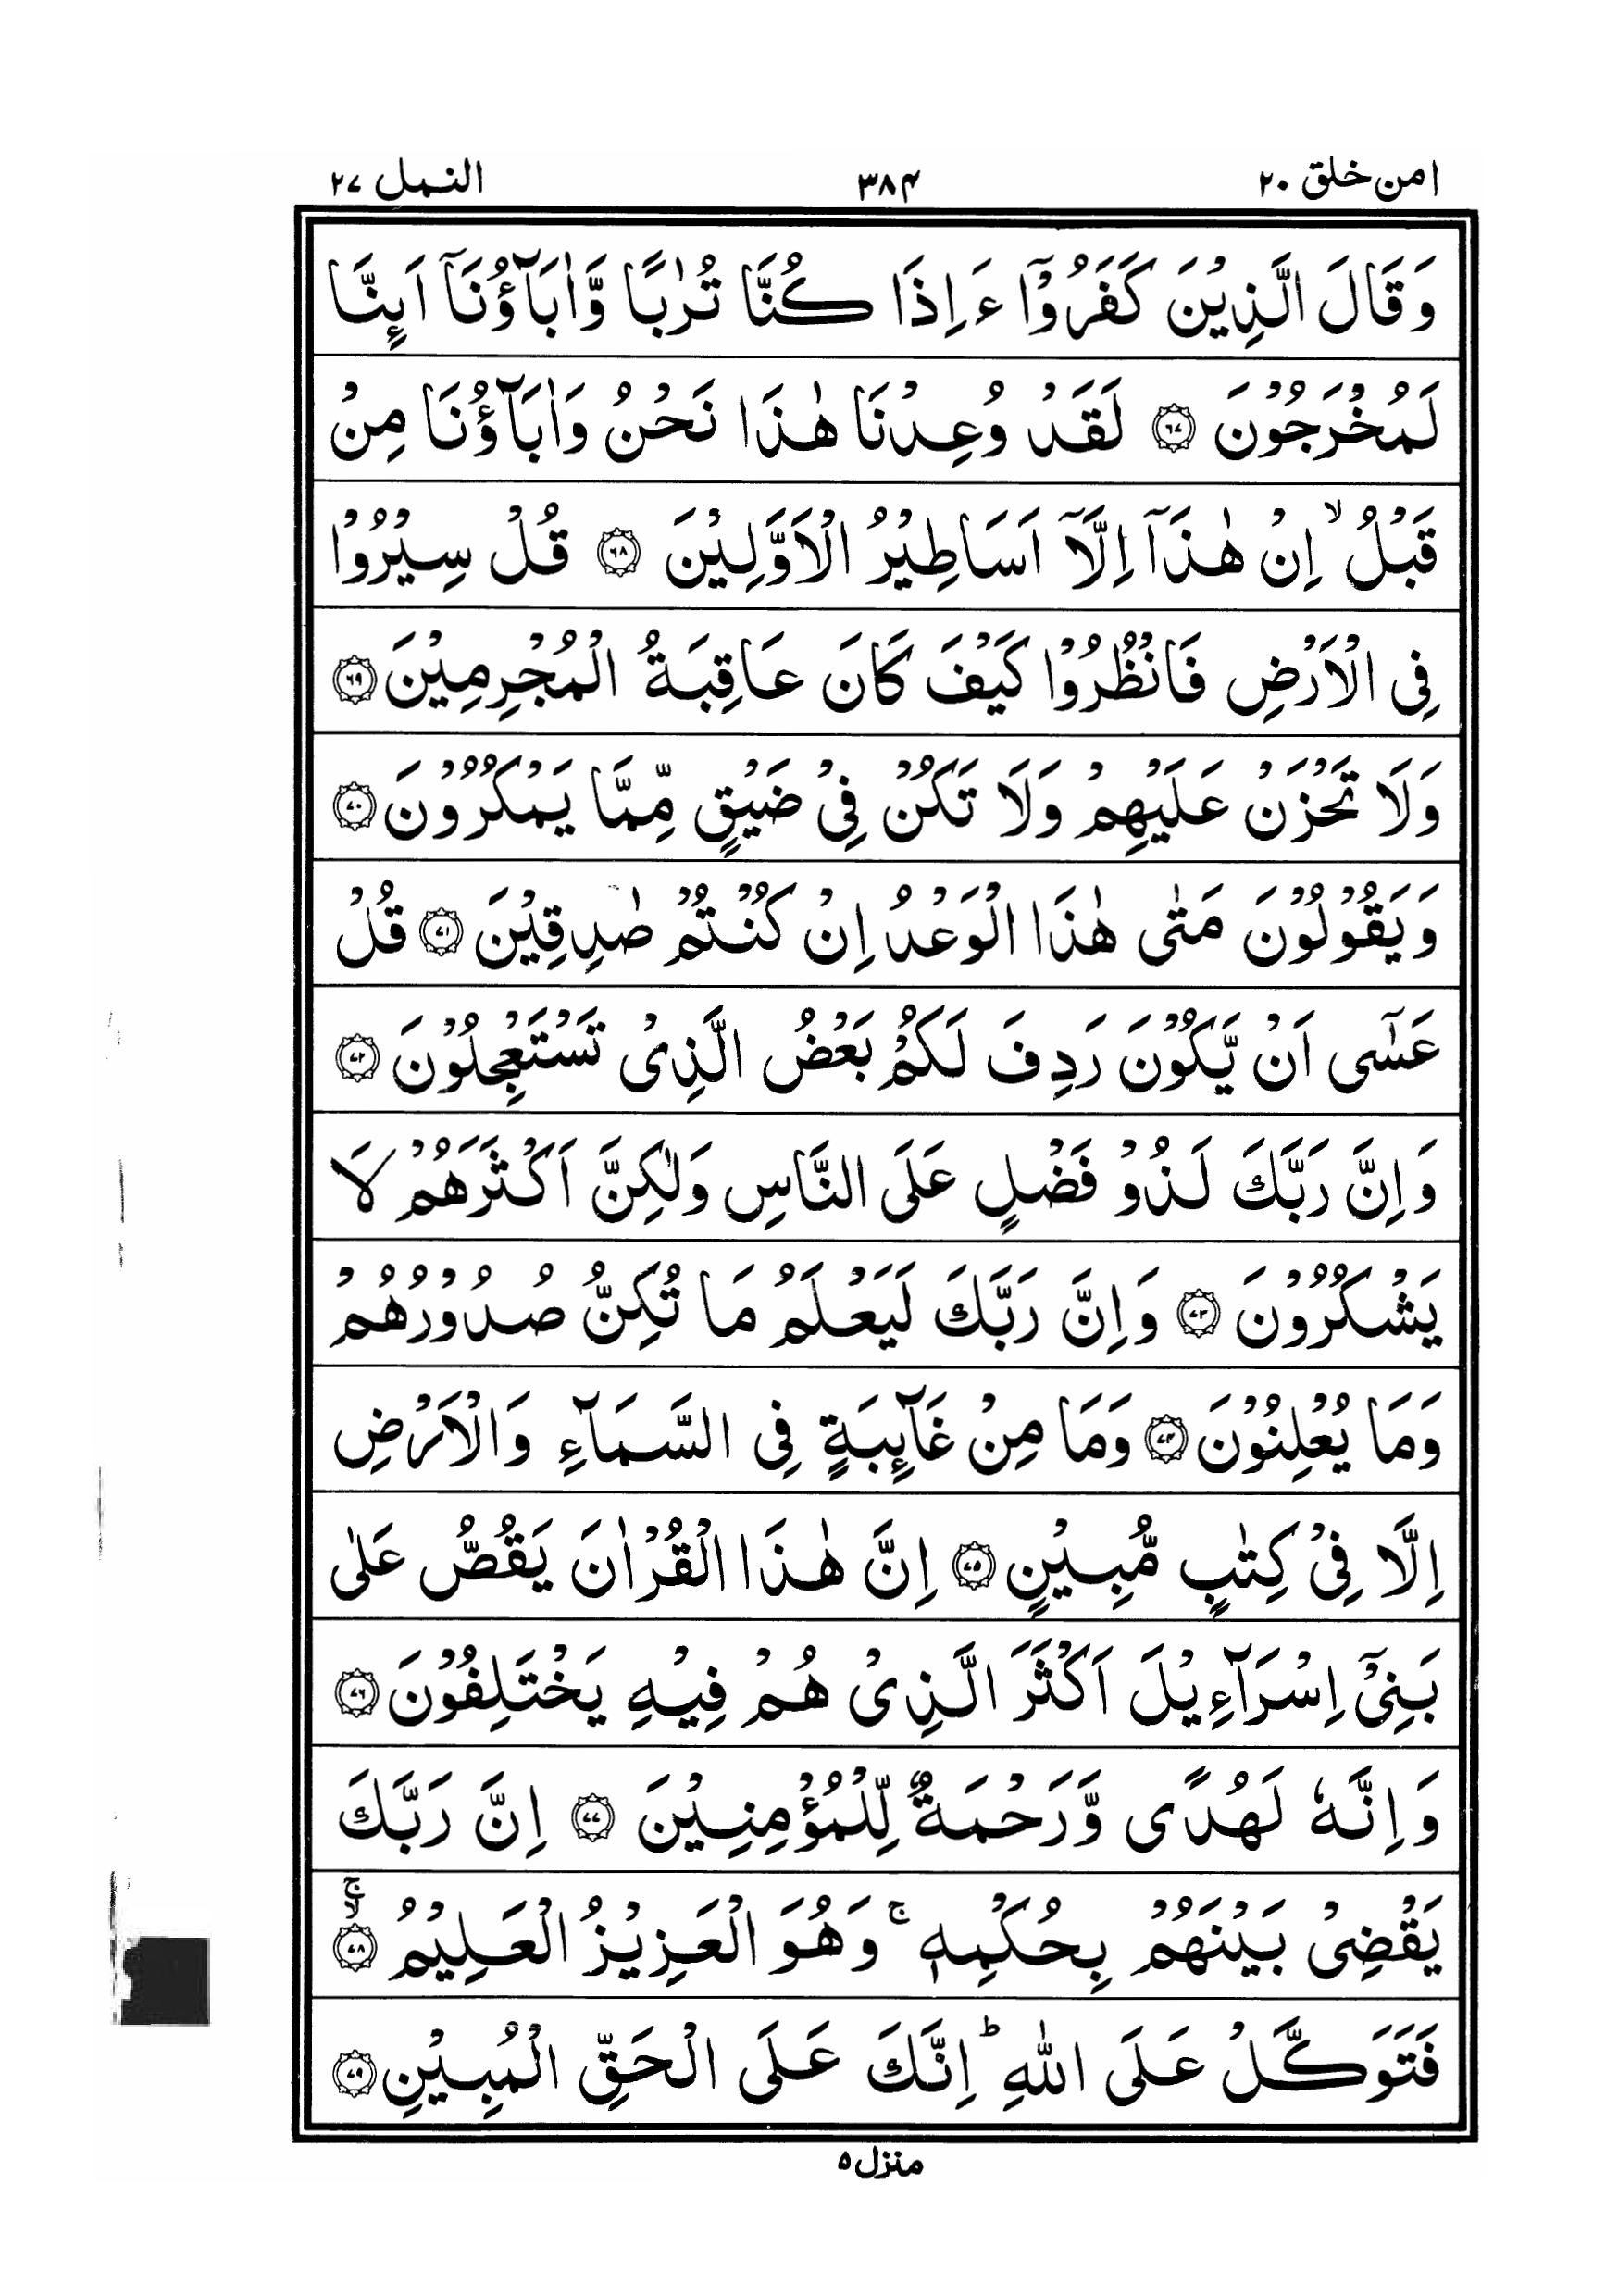 امن خلق ٢٠
٣٨۴
النمل ٢٧
وَقَالَ الَّذِيْنَ كَفَرُوْۤا ءَاِذَا كُنَّا تُرٰبًا وَّاٰبَآؤُنَاۤ اَىِٕنَّا
لَمُخْرَجُوْنَ ۝٦٧ لَقَدْ وُعِدْنَا هٰذَا نَحْنُ وَاٰبَآؤُنَا مِنْ
قَبْلُ ۙ اِنْ هٰذَاۤ اِلَّاۤ اَسَاطِيْرُ الْاَوَّلِيْنَ ۝٦٨ قُلْ سِيْرُوْا
فِى الْاَرْضِ فَانْظُرُوْا كَيْفَ كَانَ عَاقِبَةُ الْمُجْرِمِيْنَ ۝٦٩
وَلَا تَحْزَنْ عَلَيْهِمْ وَلَا تَكُنْ فِىْ ضَيْقٍ مِّمَّا يَمْكُرُوْنَ ۝٧٠
وَيَقُوْلُوْنَ مَتٰى هٰذَا الْوَعْدُ اِنْ كُنْتُمْ صٰدِقِيْنَ ۝٧١ قُلْ
عَسٰۤى اَنْ يَّكُوْنَ رَدِفَ لَكُمْ بَعْضُ الَّذِىْ تَسْتَعْجِلُوْنَ ۝٧٢
وَاِنَّ رَبَّكَ لَذُوْ فَضْلٍ عَلَى النَّاسِ وَلٰكِنَّ اَكْثَرَهُمْ لَا
يَشْكُرُوْنَ ۝٧٣ وَاِنَّ رَبَّكَ لَيَعْلَمُ مَا تُكِنُّ صُدُوْرُهُمْ
وَمَا يُعْلِنُوْنَ ۝٧٤ وَمَا مِنْ غَآىِٕبَةٍ فِى السَّمَآءِ وَالْاَرْضِ
اِلَّا فِىْ كِتٰبٍ مُّبِيْنٍ ۝٧٥ اِنَّ هٰذَا الْقُرْاٰنَ يَقُصُّ عَلٰى
بَنِىْۤ اِسْرَآءِيْلَ اَكْثَرَ الَّذِىْ هُمْ فِيْهِ يَخْتَلِفُوْنَ ۝٧٦
وَاِنَّهٗ لَهُدًى وَّرَحْمَةٌ لِّلْمُؤْمِنِيْنَ ۝٧٧ اِنَّ رَبَّكَ
يَقْضِىْ بَيْنَهُمْ بِحُكْمِهٖ ۚ وَهُوَ الْعَزِيْزُ الْعَلِيْمُ ۝٧٨ ۙۚ
فَتَوَكَّلْ عَلَى اللّٰهِ ؕ اِنَّكَ عَلَى الْحَقِّ الْمُبِيْنِ ۝٧٩
منزل ٥